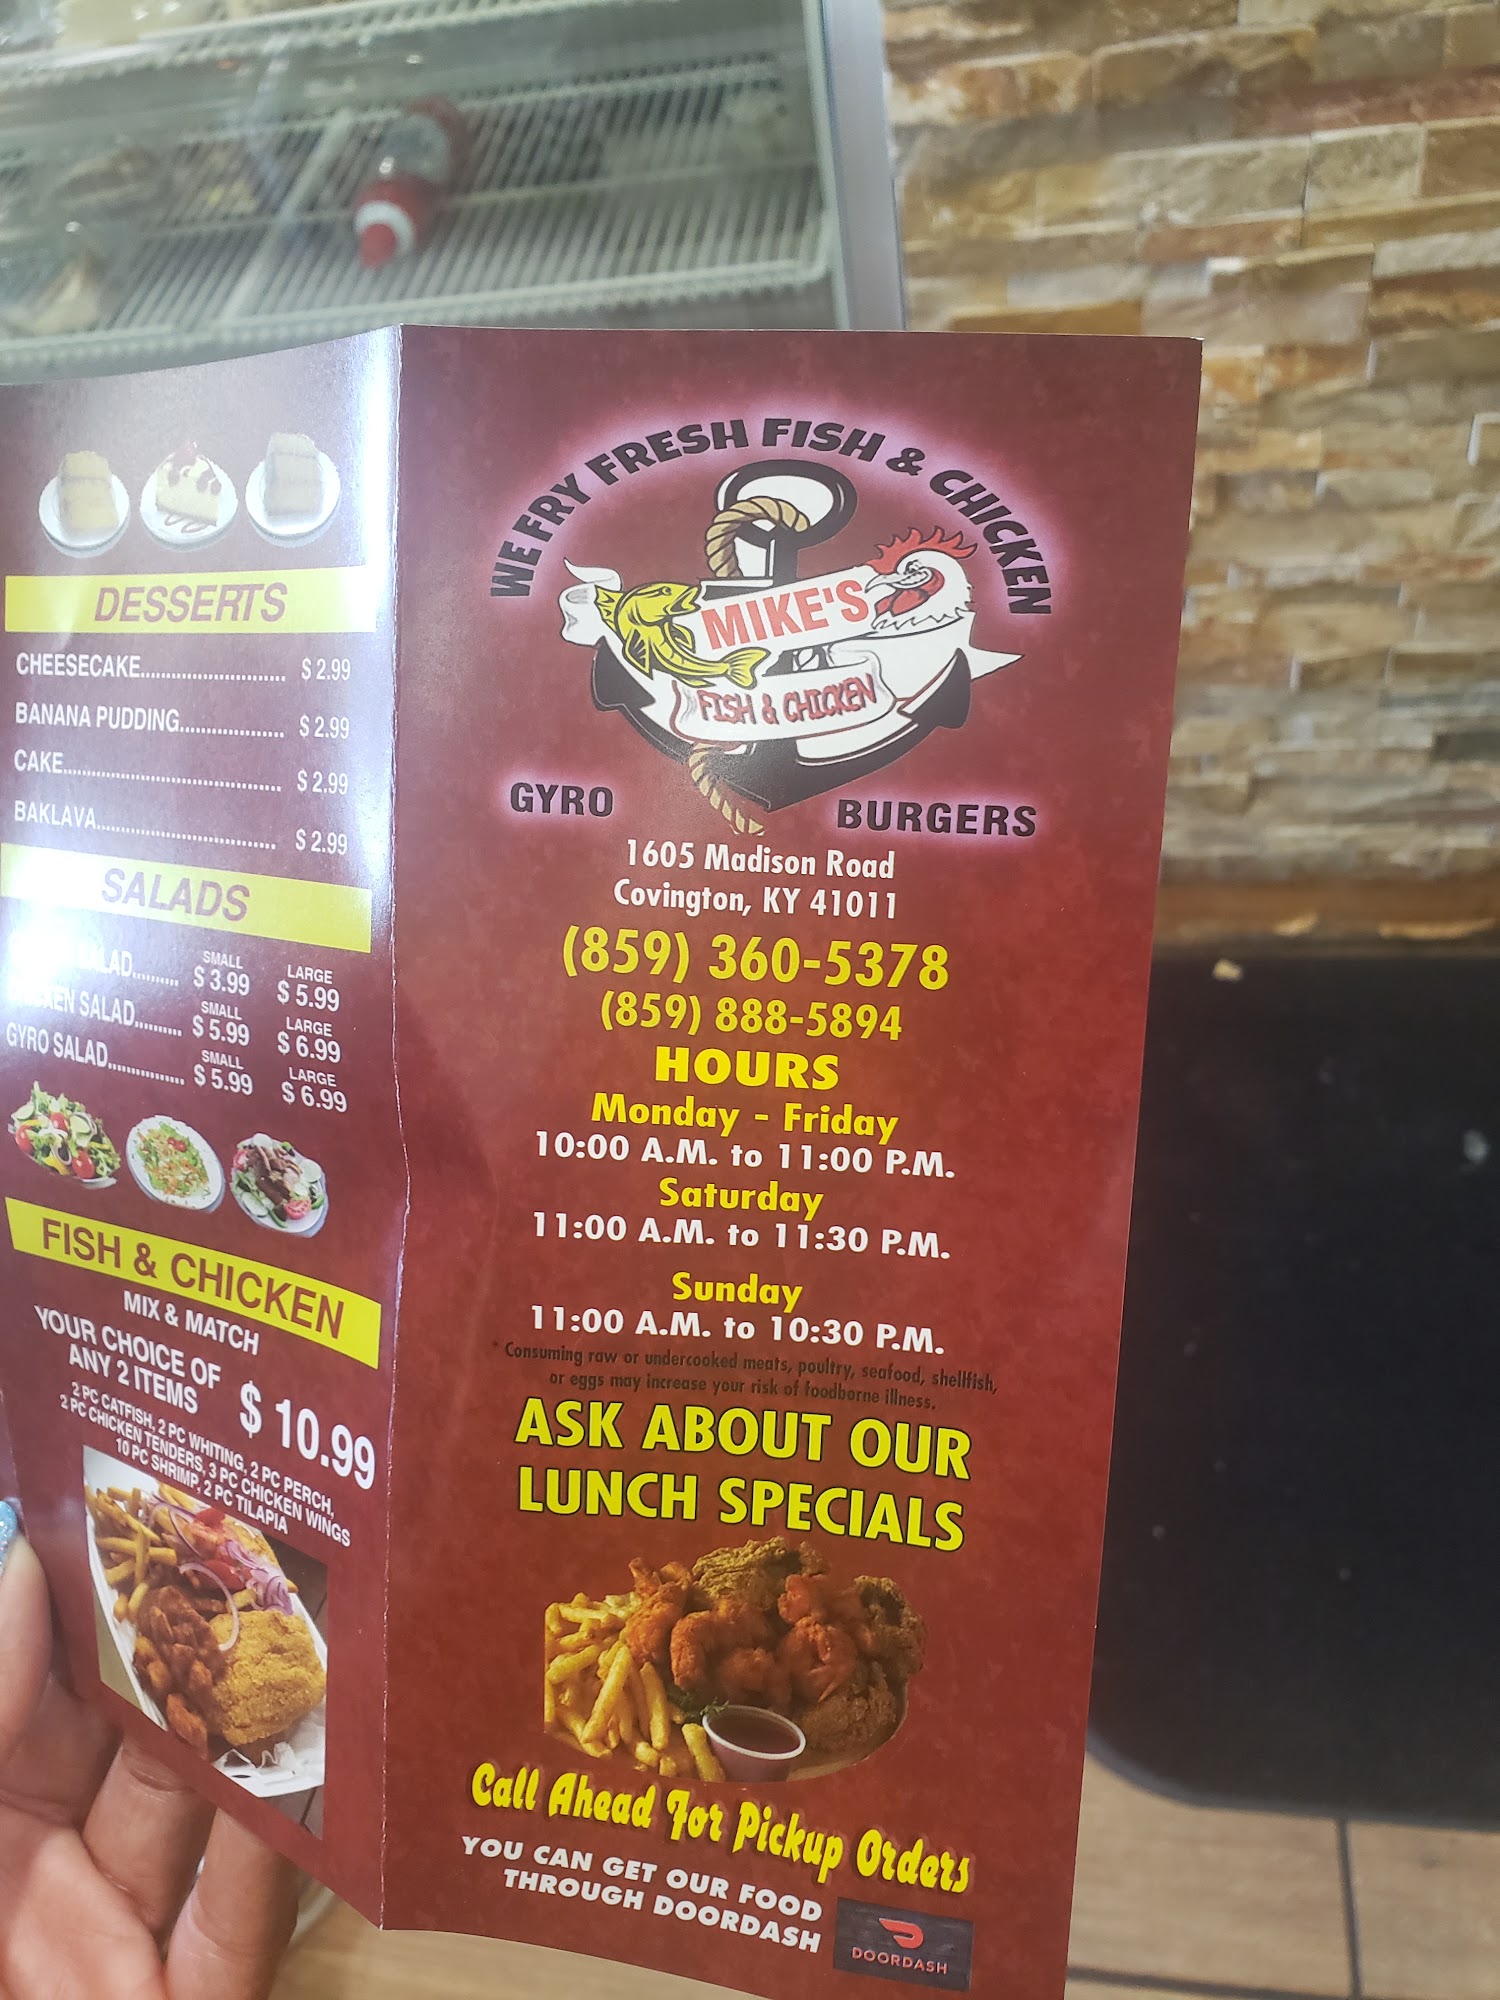 DESSERTS
CHEESECAKE........................... $ 2.99
BANANA PUDDING.................... $ 2.99
CAKE.......................................... $ 2.99
BAKLAVA.................................. $ 2.99
SALADS
SALAD......... SMALL $ 3.99 LARGE $ 5.99
SALAD.......... SMALL $ 5.99 LARGE $ 6.99
GYRO SALAD............... SMALL $ 5.99 LARGE $ 6.99
FISH & CHICKEN
MIX & MATCH
YOUR CHOICE OF
ANY 2 ITEMS
$ 10.99
2 PC CATFISH, 2 PC WHITING, 2 PC PERCH,
2 PC CHICKEN TENDERS, 3 PC CHICKEN WINGS
10 PC SHRIMP, 2 PC TILAPIA
WE FRY FRESH FISH & CHICKEN
MIKE'S
FISH & CHICKEN
GYRO BURGERS
1605 Madison Road
Covington, KY 41011
(859) 360-5378
(859) 888-5894
HOURS
Monday - Friday
10:00 A.M. to 11:00 P.M.
Saturday
11:00 A.M. to 11:30 P.M.
Sunday
11:00 A.M. to 10:30 P.M.
* Consuming raw or undercooked meats, poultry, seafood, shellfish,
or eggs may increase your risk of foodborne illness.
ASK ABOUT OUR
LUNCH SPECIALS
Call Ahead For Pickup Orders
YOU CAN GET OUR FOOD
THROUGH DOORDASH
DOORDASH